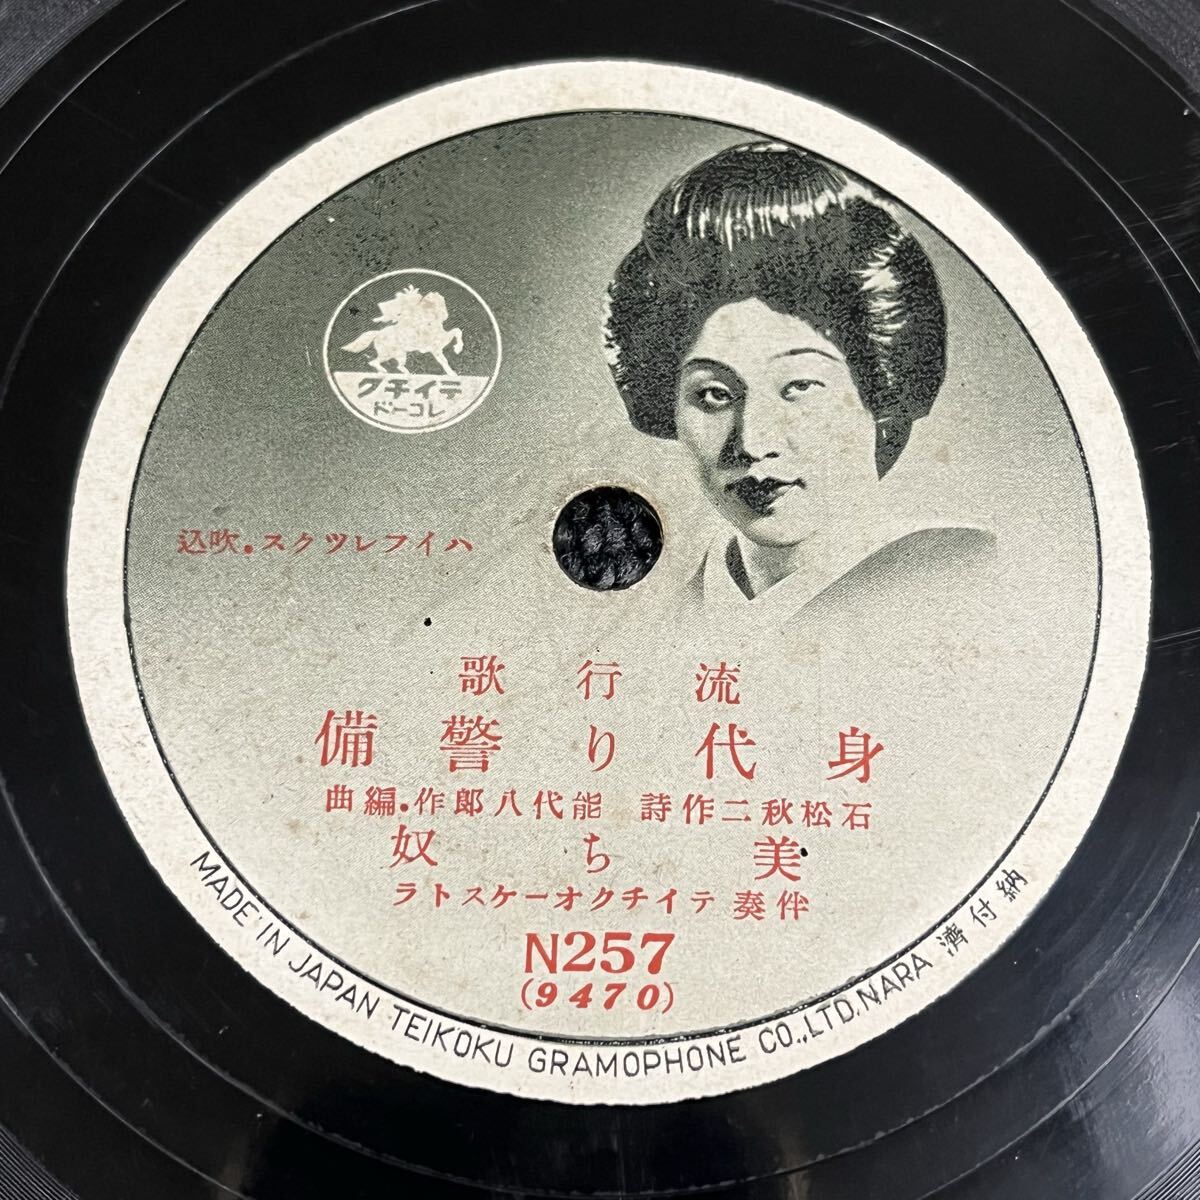 テイチク
レコード
ハイフレツクス・吹込
流行歌
身代り警備
石松秋二作詩 能代八郎作・編曲
美ち奴
伴奏 テイチクオーケストラ
N257
(9470)
MADE IN JAPAN TEIKOKU GRAMOPHONE CO.,LTD.NARA 納付濟